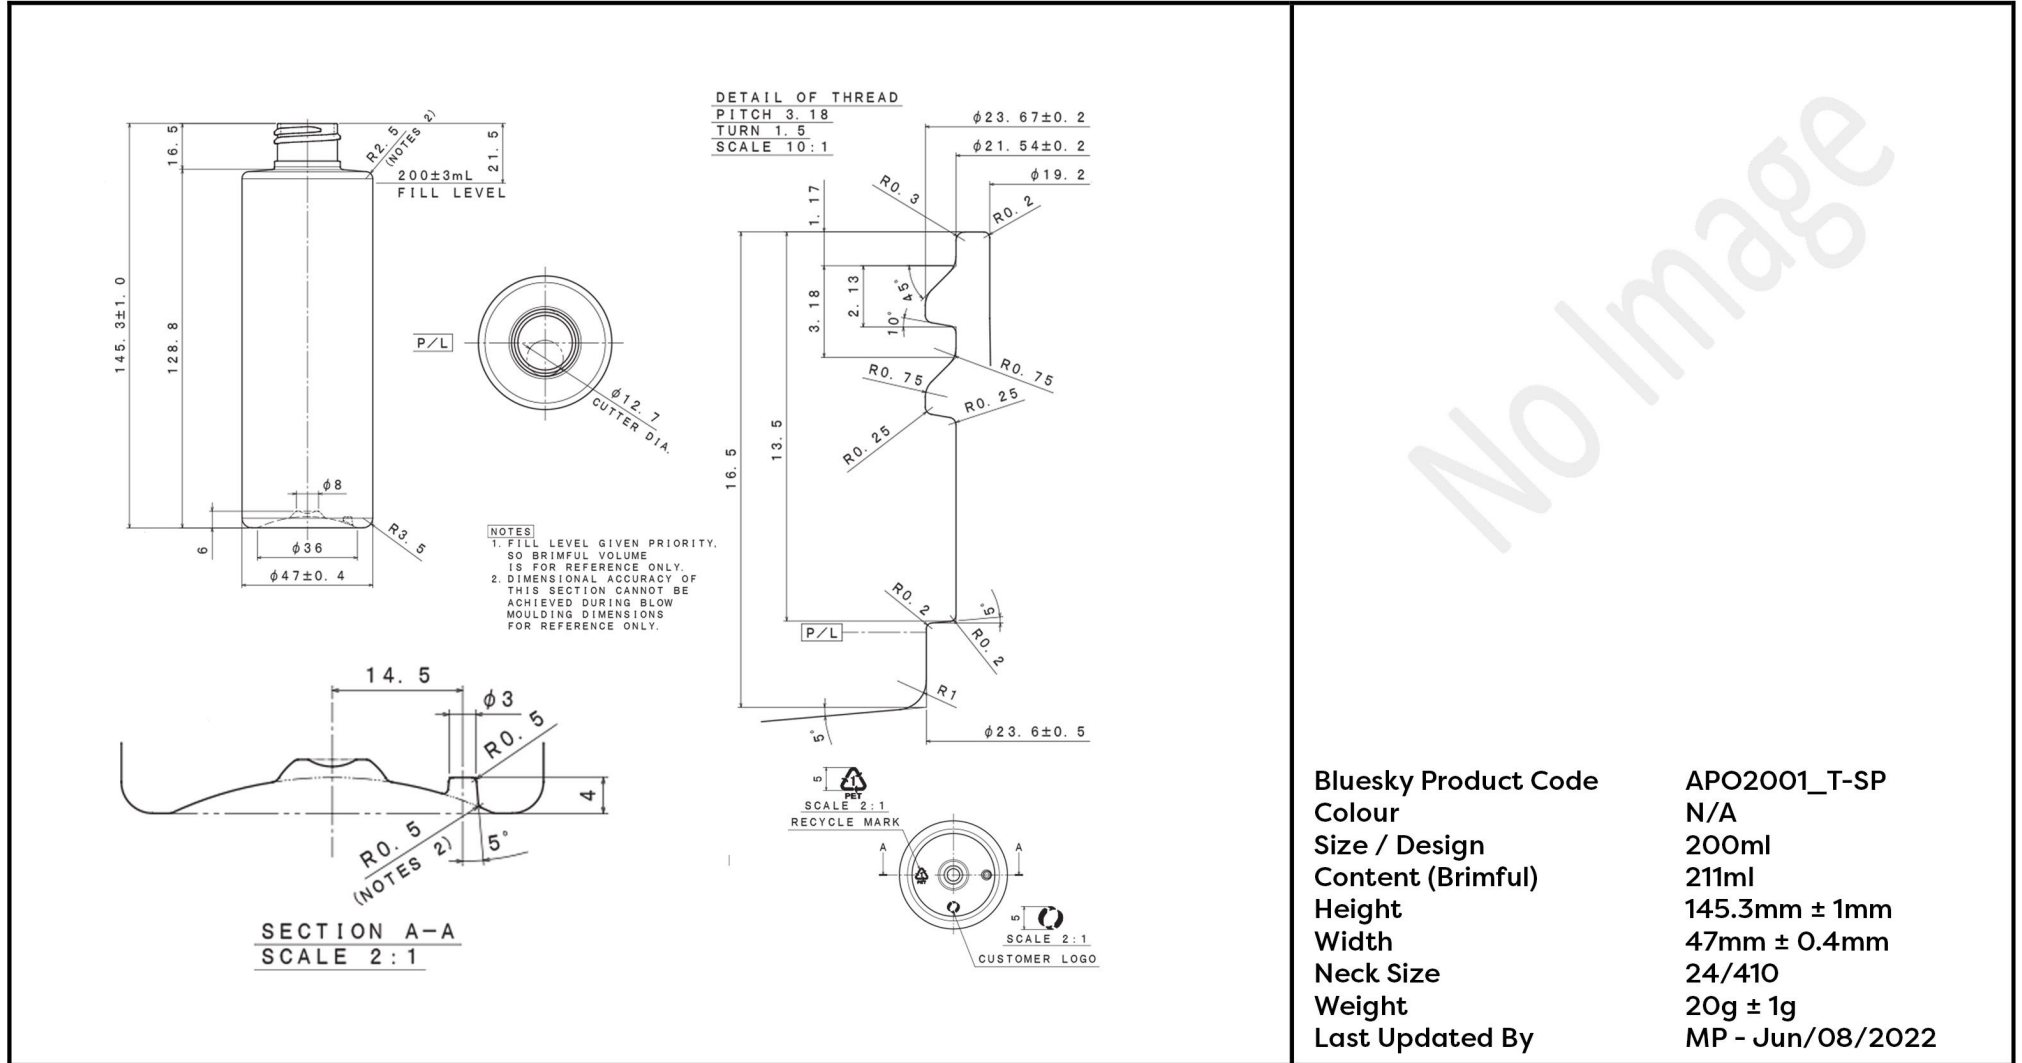 DETAIL OF THREAD
PITCH 3.18
TURN 1.5
SCALE 10:1
16.5
145.3±1.0
128.8
R2.5
(NOTES 2)
21.5
200±3mL
FILL LEVEL
P/L
φ12.7
CUTTER DIA.
φ8
6
φ36
φ47±0.4
R3.5
NOTES
1. FILL LEVEL GIVEN PRIORITY,
SO BRIMFUL VOLUME
IS FOR REFERENCE ONLY.
2. DIMENSIONAL ACCURACY OF
THIS SECTION CANNOT BE
ACHIEVED DURING BLOW
MOULDING DIMENSIONS
FOR REFERENCE ONLY.
φ23.67±0.2
φ21.54±0.2
φ19.2
R0.3
R0.2
1.17
3.18
2.13
45°
10°
R0.75
R0.75
R0.25
R0.25
13.5
16.5
R0.2
5°
P/L
R0.2
R1
5°
φ23.6±0.5
14.5
φ3
R0.5
4
R0.5
(NOTES 2)
5°
SECTION A-A
SCALE 2:1
5
1
PET
SCALE 2:1
RECYCLE MARK
A
A
PET
5
SCALE 2:1
CUSTOMER LOGO
No Image
Bluesky Product Code APO2001_T-SP
Colour N/A
Size / Design 200ml
Content (Brimful) 211ml
Height 145.3mm ± 1mm
Width 47mm ± 0.4mm
Neck Size 24/410
Weight 20g ± 1g
Last Updated By MP - Jun/08/2022